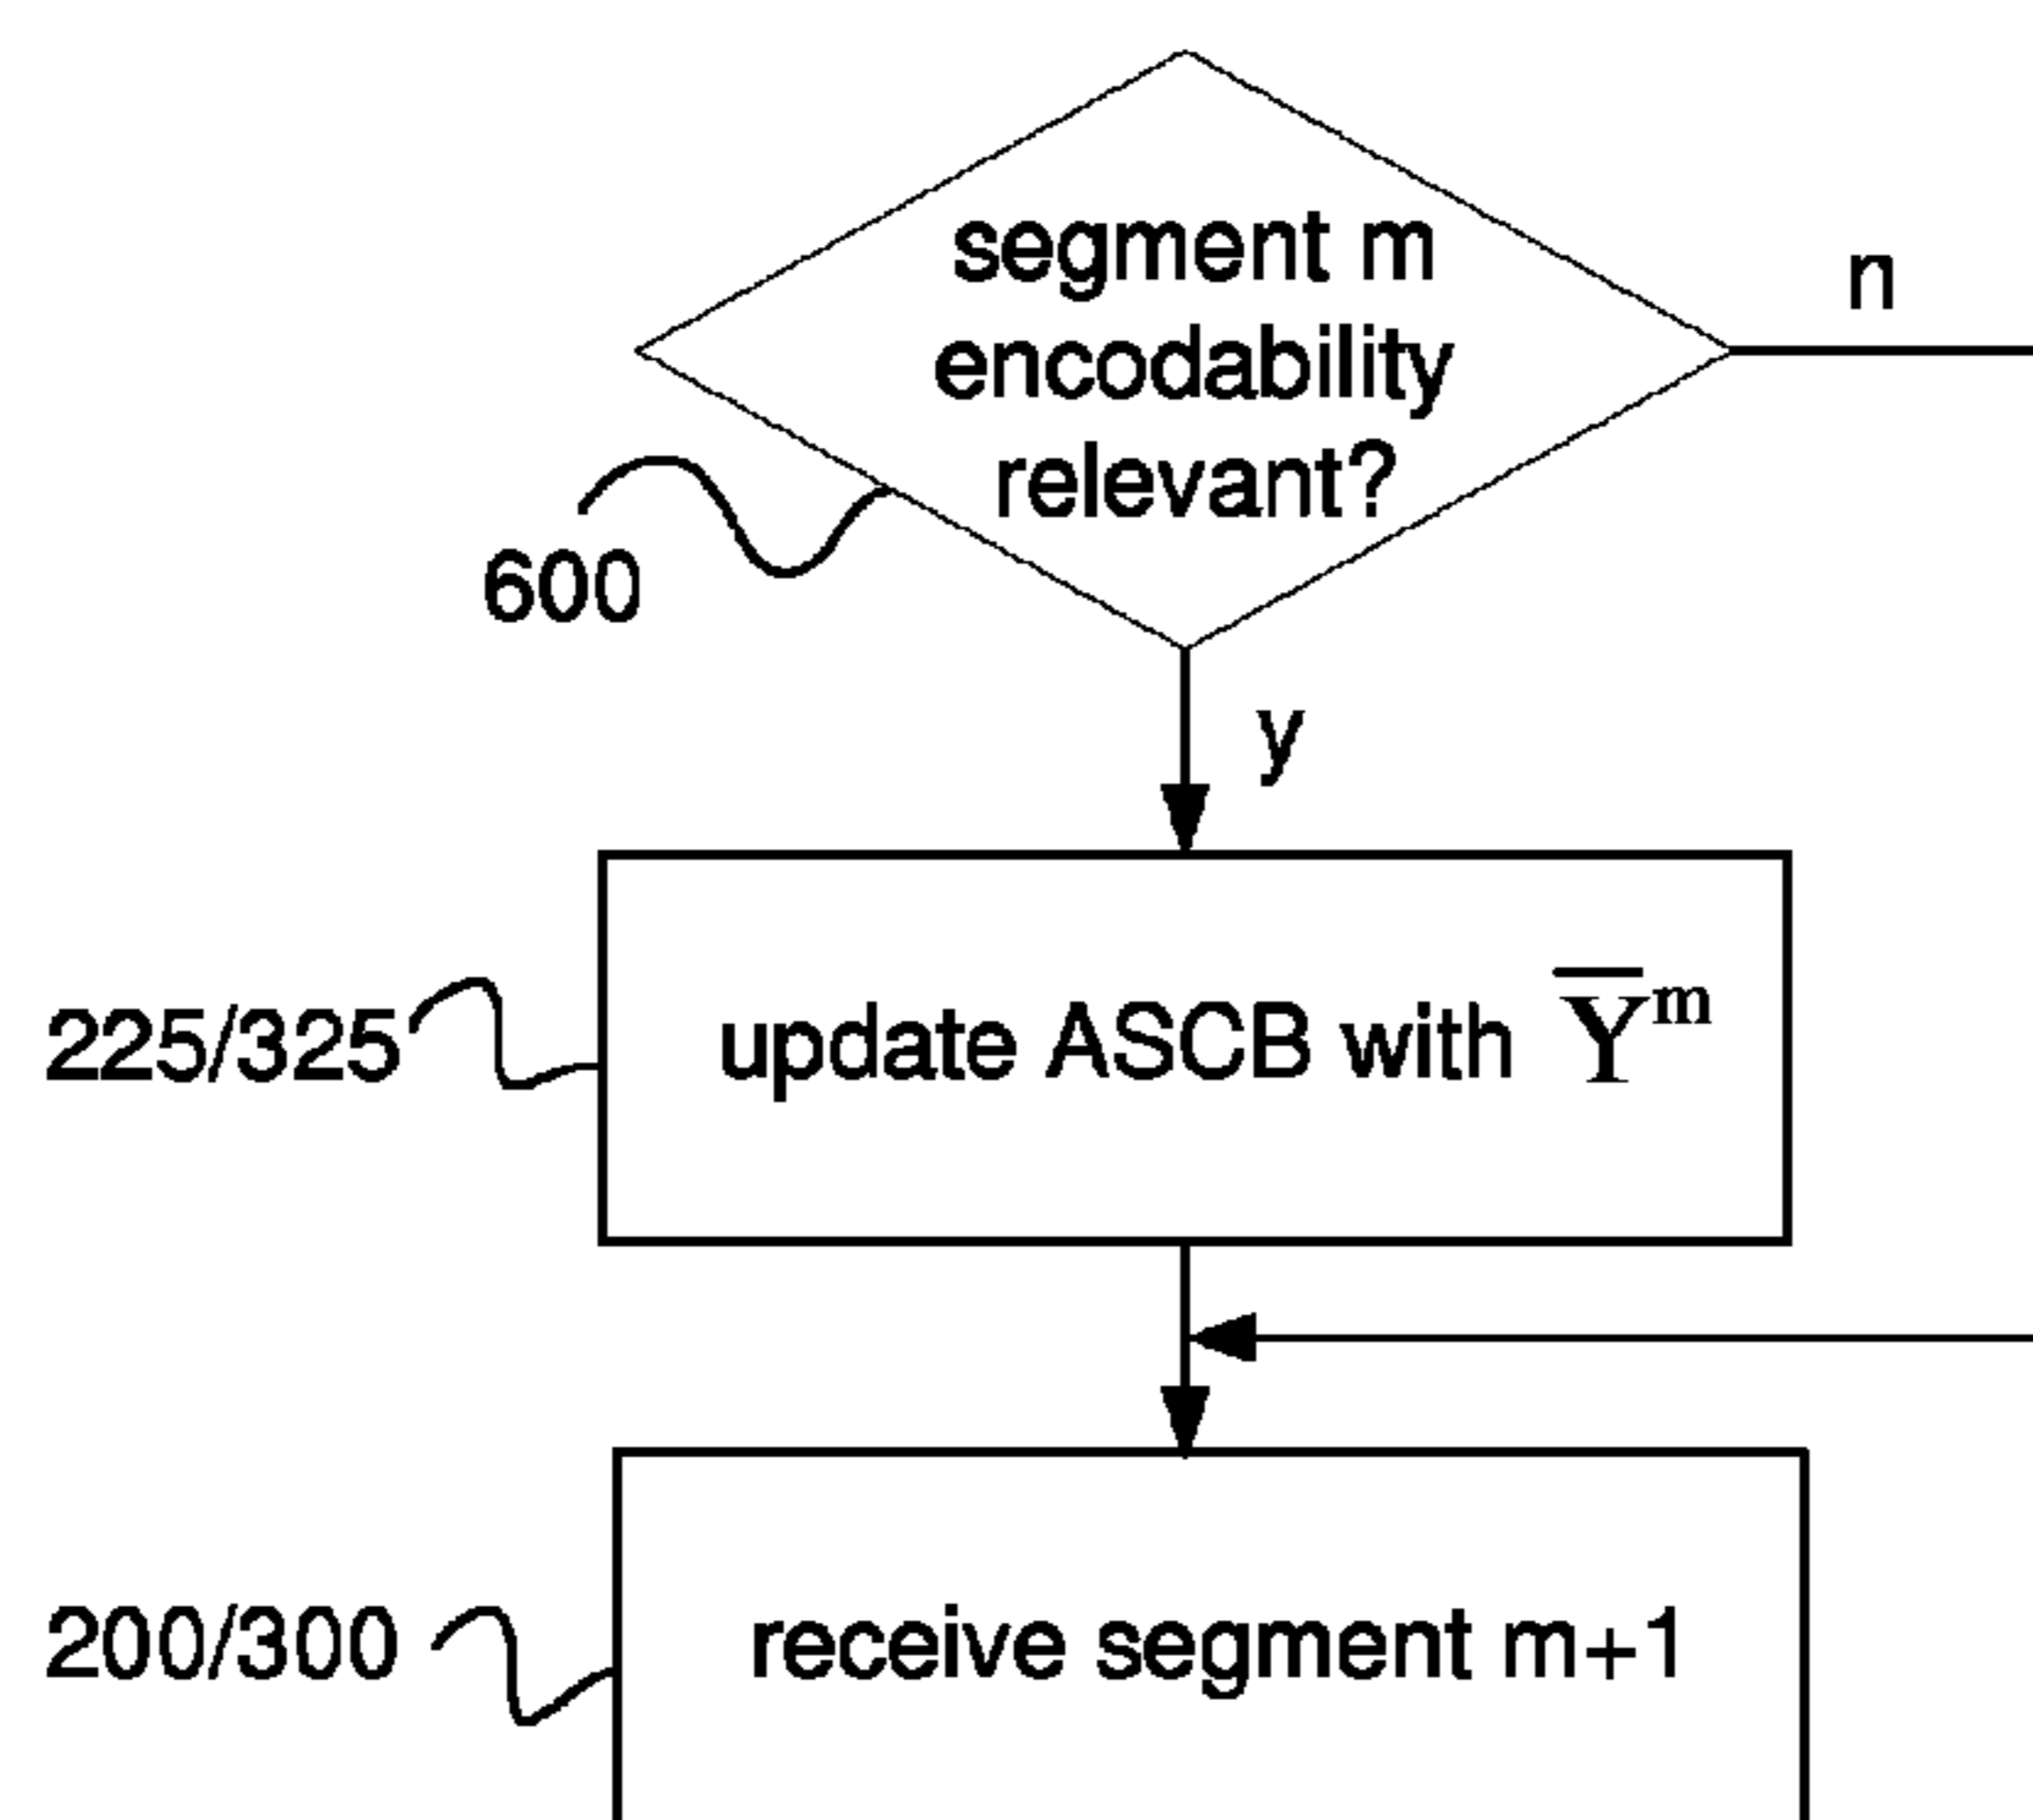 segment m
encodability
relevant?
n
600
y
225/325
update ASCB with Y̅ᵐ
200/300
receive segment m+1